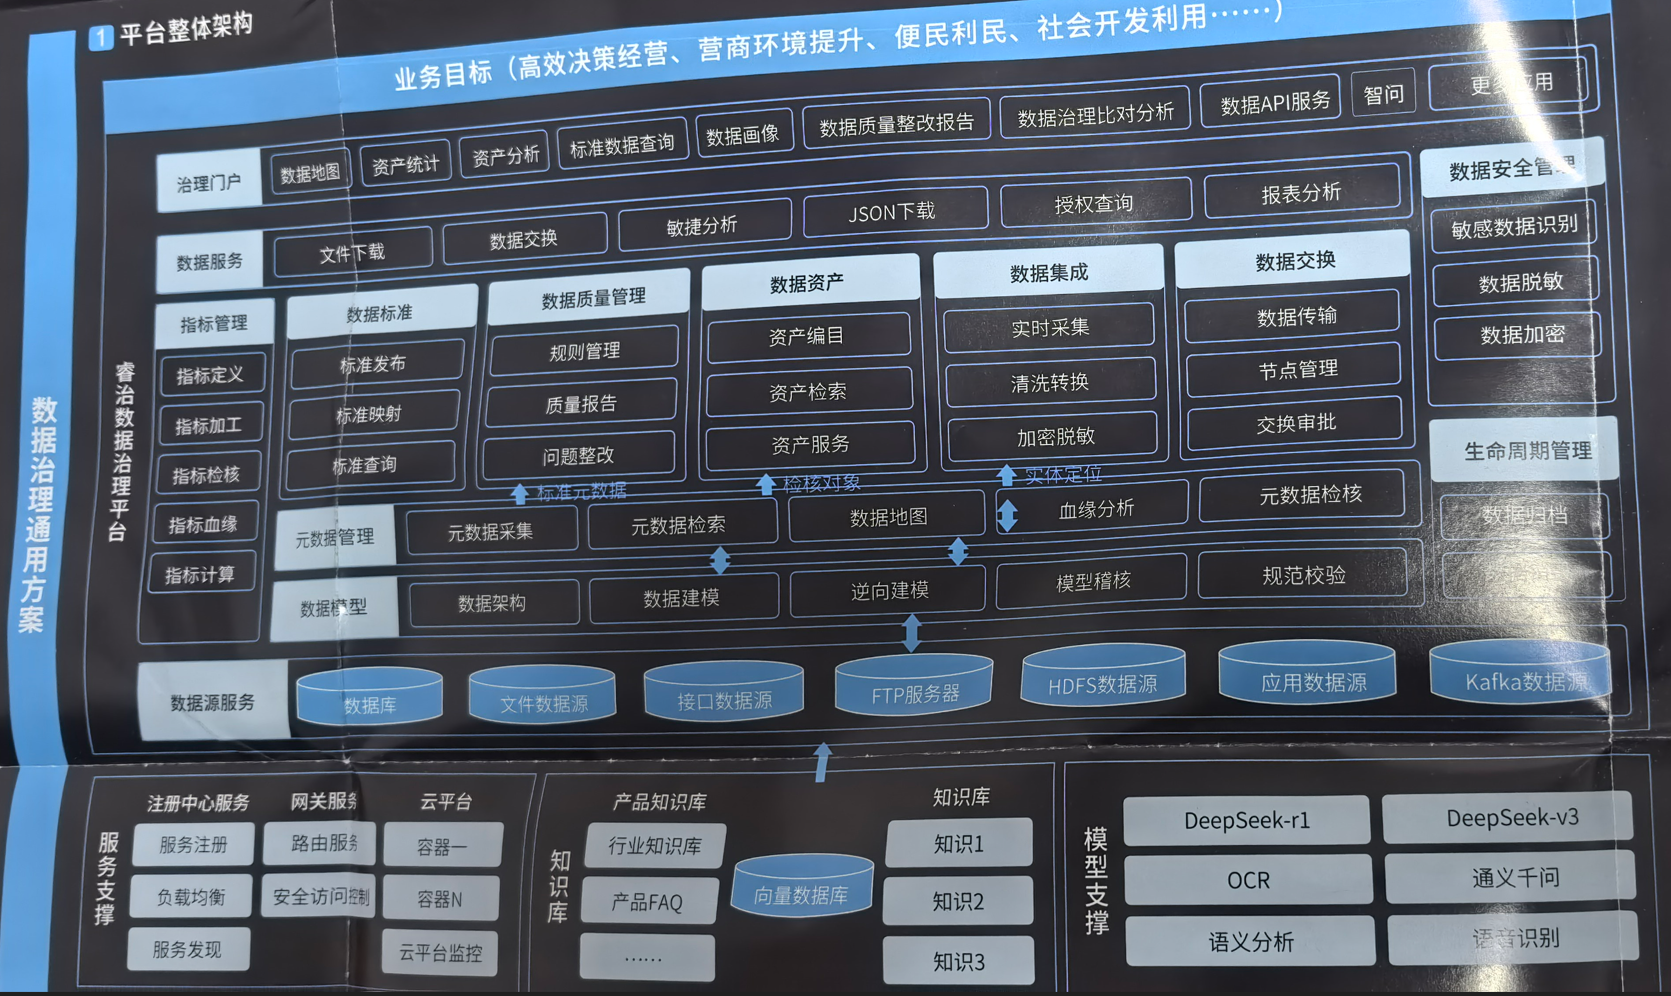 1 平台整体架构
业务目标（高效决策经营、营商环境提升、便民利民、社会开发利用……）
数据治理通用方案
睿治数据治理平台
治理门户 数据地图 资产统计 资产分析 标准数据查询 数据画像 数据质量整改报告 数据治理比对分析 数据API服务 智问 更多应用
数据服务 文件下载 数据交换 敏捷分析 JSON下载 授权查询 报表分析
指标管理
指标定义
指标加工
指标检核
指标血缘
指标计算
数据标准
标准发布
标准映射
标准查询
数据质量管理
规则管理
质量报告
问题整改
数据资产
资产编目
资产检索
资产服务
数据集成
实时采集
清洗转换
加密脱敏
数据交换
数据传输
节点管理
交换审批
数据安全管理
敏感数据识别
数据脱敏
数据加密
生命周期管理
数据归档
标准元数据 检核对象 实体定位
元数据管理 元数据采集 元数据检索 数据地图 血缘分析 元数据检核
数据模型 数据架构 数据建模 逆向建模 模型稽核 规范校验
数据源服务 数据库 文件数据源 接口数据源 FTP服务器 HDFS数据源 应用数据源 Kafka数据源
服务支撑
注册中心服务
服务注册
负载均衡
服务发现
网关服务
路由服务
安全访问控制
云平台
容器一
容器N
云平台监控
知识库
产品知识库
行业知识库
产品FAQ
……
向量数据库
知识库
知识1
知识2
知识3
模型支撑
DeepSeek-r1 DeepSeek-v3
OCR 通义千问
语义分析 语音识别